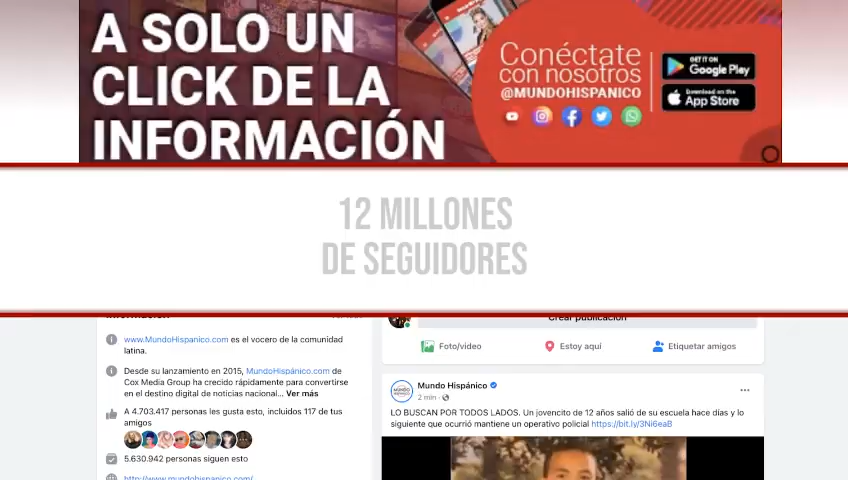 A SOLO UN
CLICK DE LA
INFORMACIÓN
Conéctate
con nosotros
@MUNDOHISPANICO
GET IT ON
Google Play
Download on the
App Store
12 MILLONES
DE SEGUIDORES
Información
Crear publicación
www.MundoHispanico.com es el vocero de la comunidad
latina.
Foto/video
Estoy aquí
Etiquetar amigos
Desde su lanzamiento en 2015, MundoHispánico.com de
Cox Media Group ha crecido rápidamente para convertirse
en el destino digital de noticias nacional... Ver más
A 4.703.417 personas les gusta esto, incluidos 117 de tus
amigos
5.630.942 personas siguen esto
http://www.mundohispanico.com/
Mundo Hispánico
2 min ·
LO BUSCAN POR TODOS LADOS. Un jovencito de 12 años salió de su escuela hace días y lo
siguiente que ocurrió mantiene un operativo policial https://bit.ly/3Ni6eaB